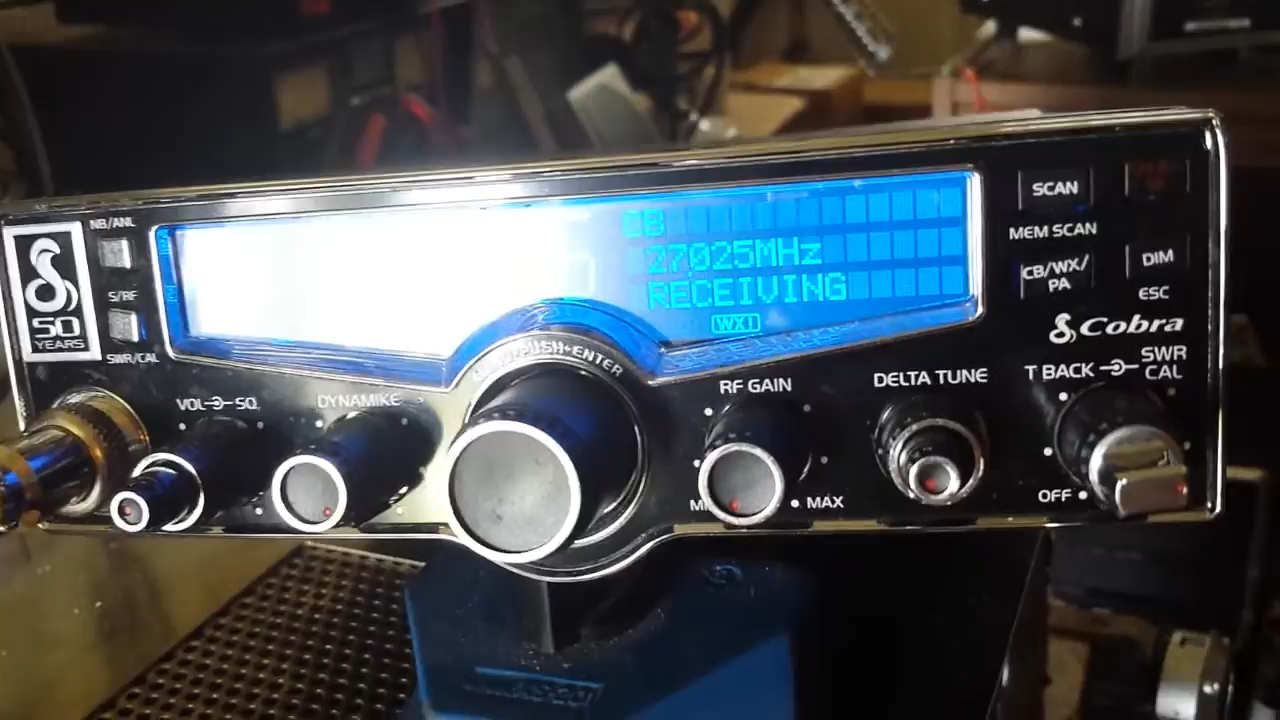 NB/ANL
S/RF
SWR/CAL
50
YEARS
CB
27025MHz
RECEIVING
WX1
SCAN
MEM SCAN
CB/WX/
PA
DIM
ESC
Cobra
PUSH+ENTER
VOL SQ
DYNAMIKE
RF GAIN
MAX
DELTA TUNE
T BACK SWR
CAL
OFF